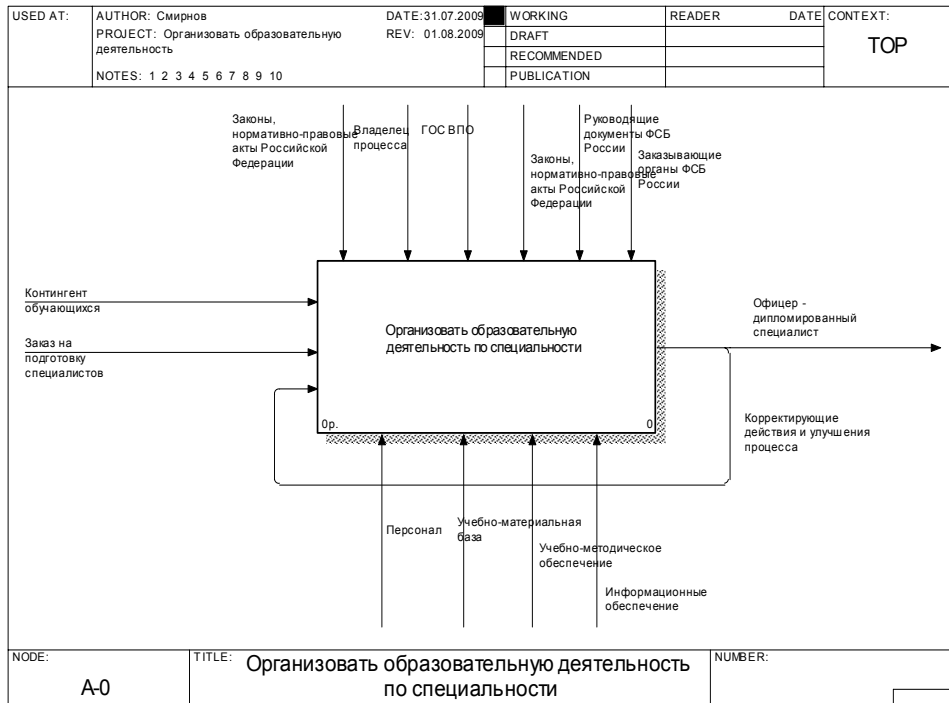 USED AT:
AUTHOR: Смирнов
DATE:31.07.2009
PROJECT: Организовать образовательную
деятельность
REV: 01.08.2009
NOTES: 1 2 3 4 5 6 7 8 9 10
WORKING
DRAFT
RECOMMENDED
PUBLICATION
READER
DATE
CONTEXT:
TOP
Законы,
нормативно-правовые
акты Российской
Федерации
Владелец
процесса
ГОС ВПО
Законы,
нормативно-правовые
акты Российской
Федерации
Руководящие
документы ФСБ
России
Заказывающие
органы ФСБ
России
Контингент
обучающихся
Заказ на
подготовку
специалистов
Организовать образовательную
деятельность по специальности
0р.
0
Офицер -
дипломированный
специалист
Корректирующие
действия и улучшения
процесса
Персонал
Учебно-материальная
база
Учебно-методическое
обеспечение
Информационные
обеспечение
NODE:
A-0
TITLE:
Организовать образовательную деятельность
по специальности
NUMBER: